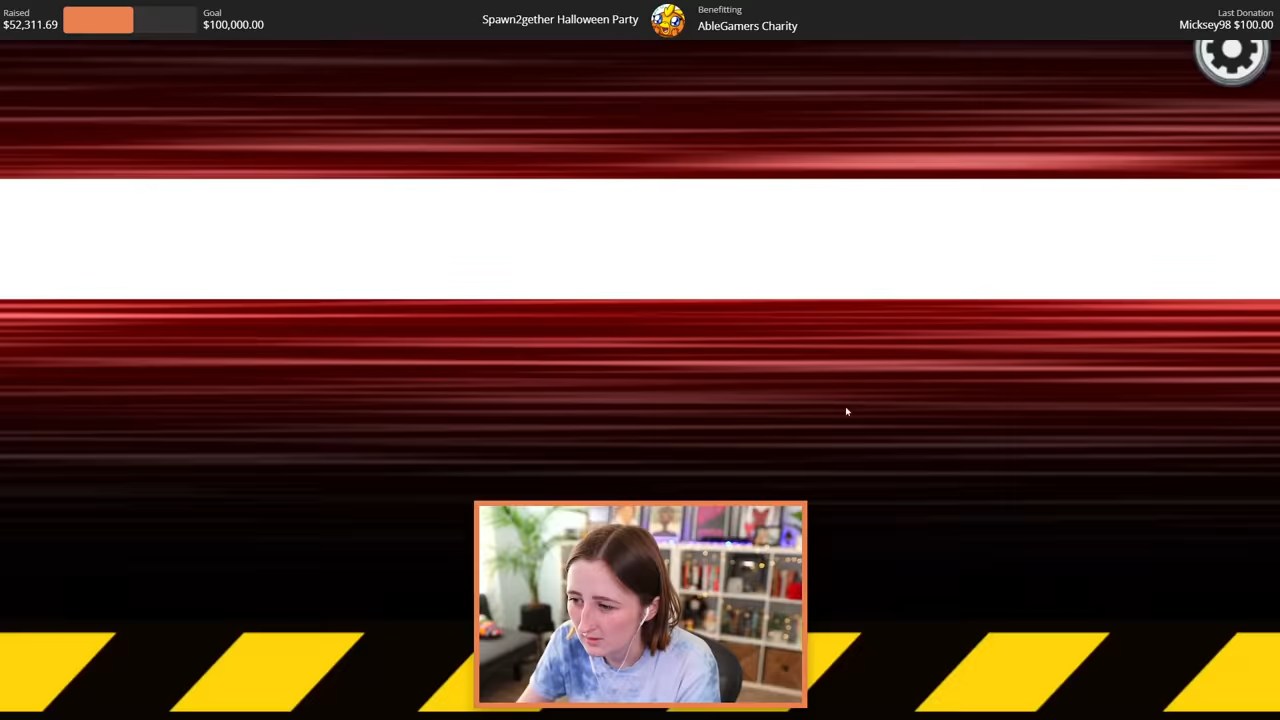 Raised
$52,311.69
Goal
$100,000.00
Spawn2gether Halloween Party
Benefitting
AbleGamers Charity
Last Donation
Micksey98 $100.00